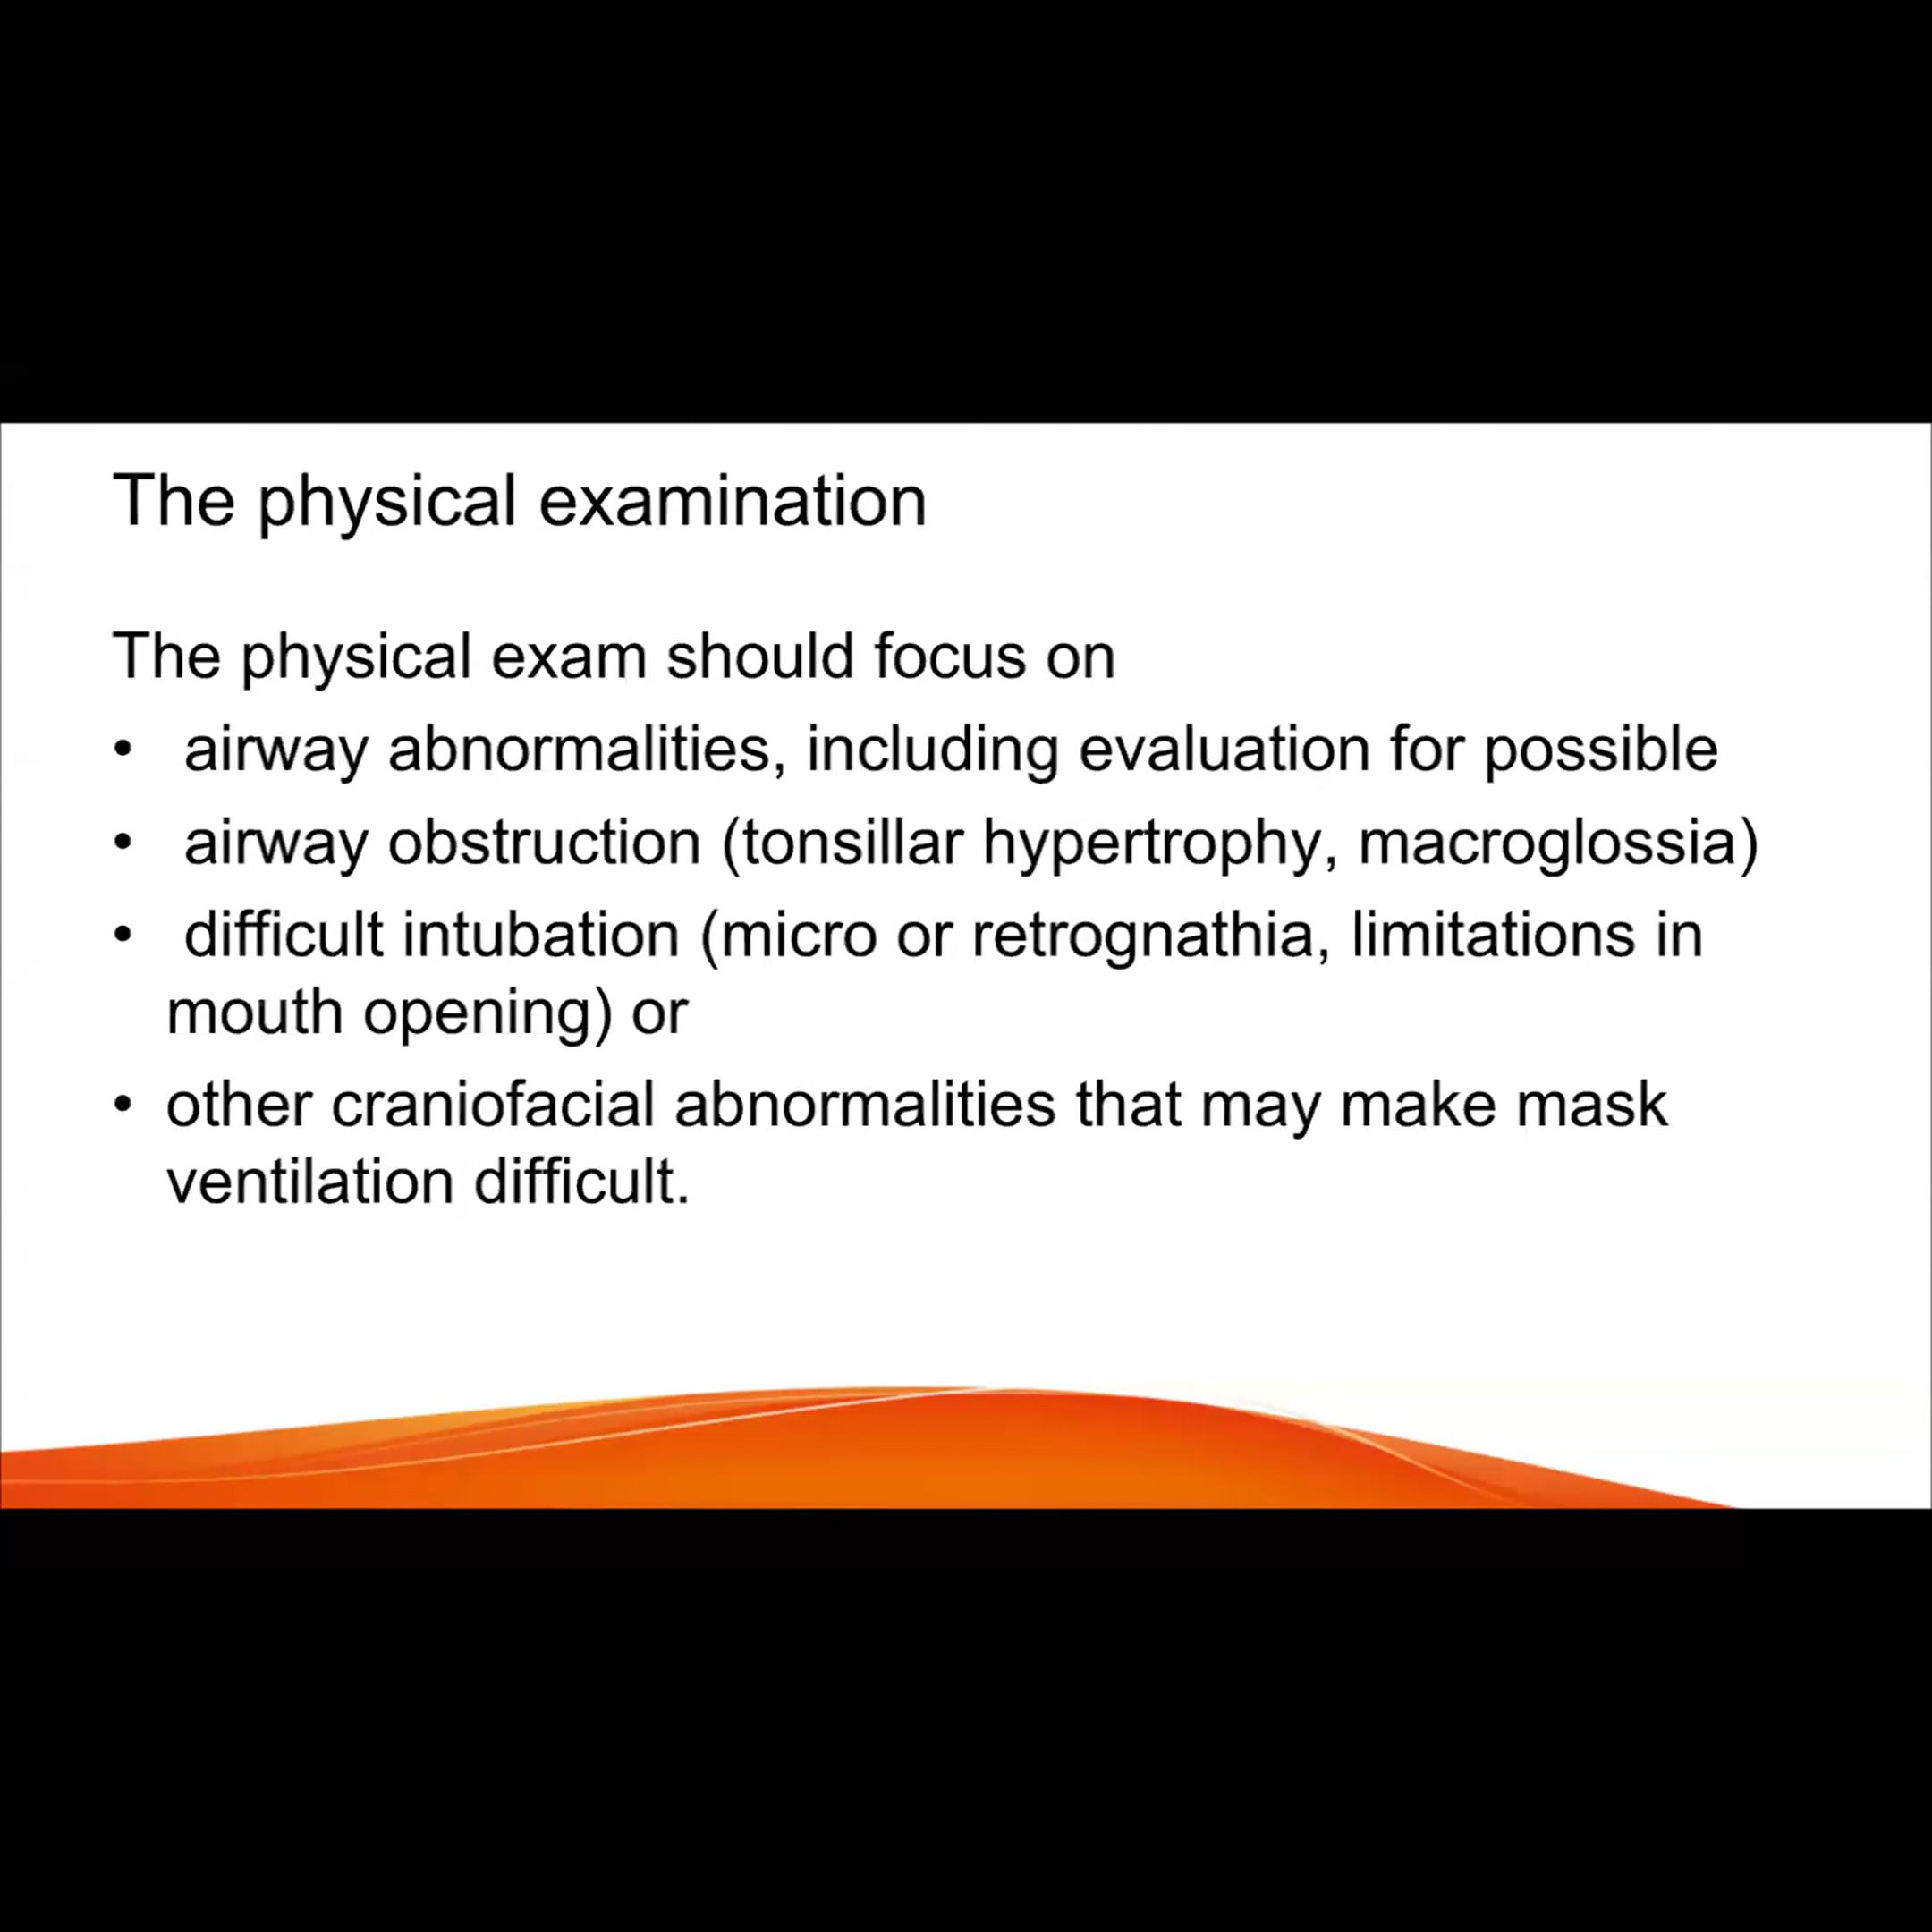 The physical examination
The physical exam should focus on
• airway abnormalities, including evaluation for possible
• airway obstruction (tonsillar hypertrophy, macroglossia)
• difficult intubation (micro or retrognathia, limitations in
mouth opening) or
• other craniofacial abnormalities that may make mask
ventilation difficult.